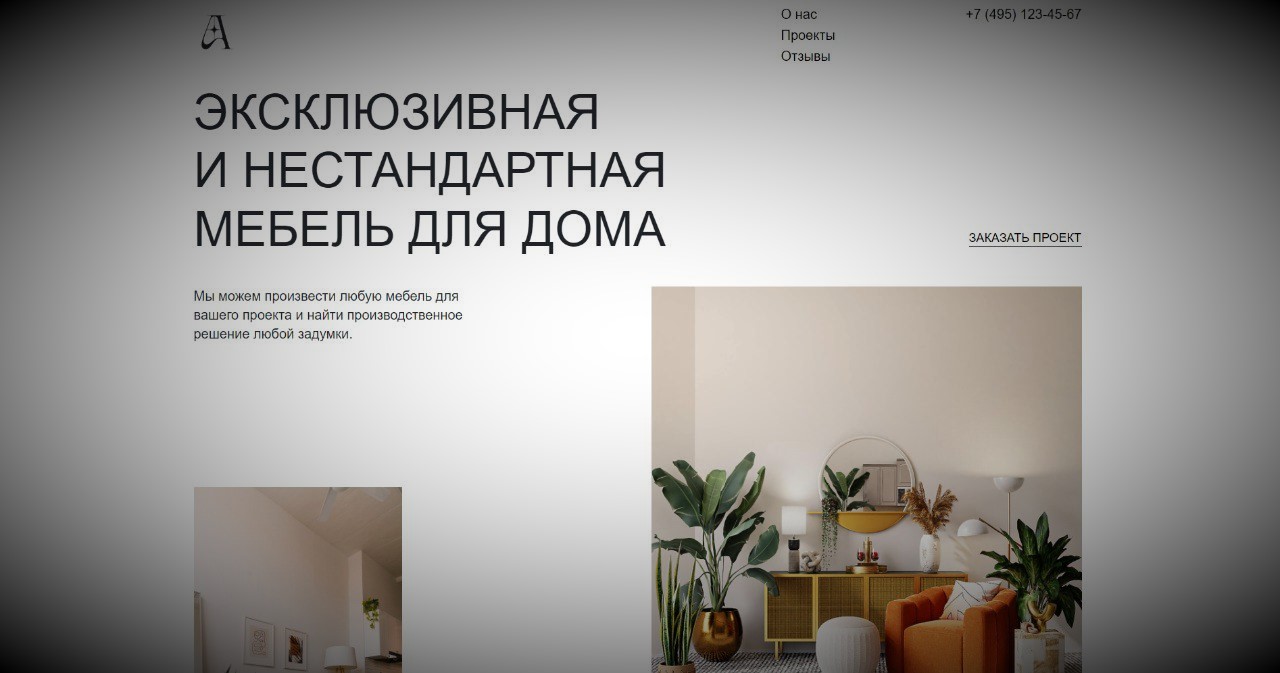 А
О нас
Проекты
Отзывы
+7 (495) 123-45-67
ЭКСКЛЮЗИВНАЯ
И НЕСТАНДАРТНАЯ
МЕБЕЛЬ ДЛЯ ДОМА
ЗАКАЗАТЬ ПРОЕКТ
Мы можем произвести любую мебель для
вашего проекта и найти производственное
решение любой задумки.